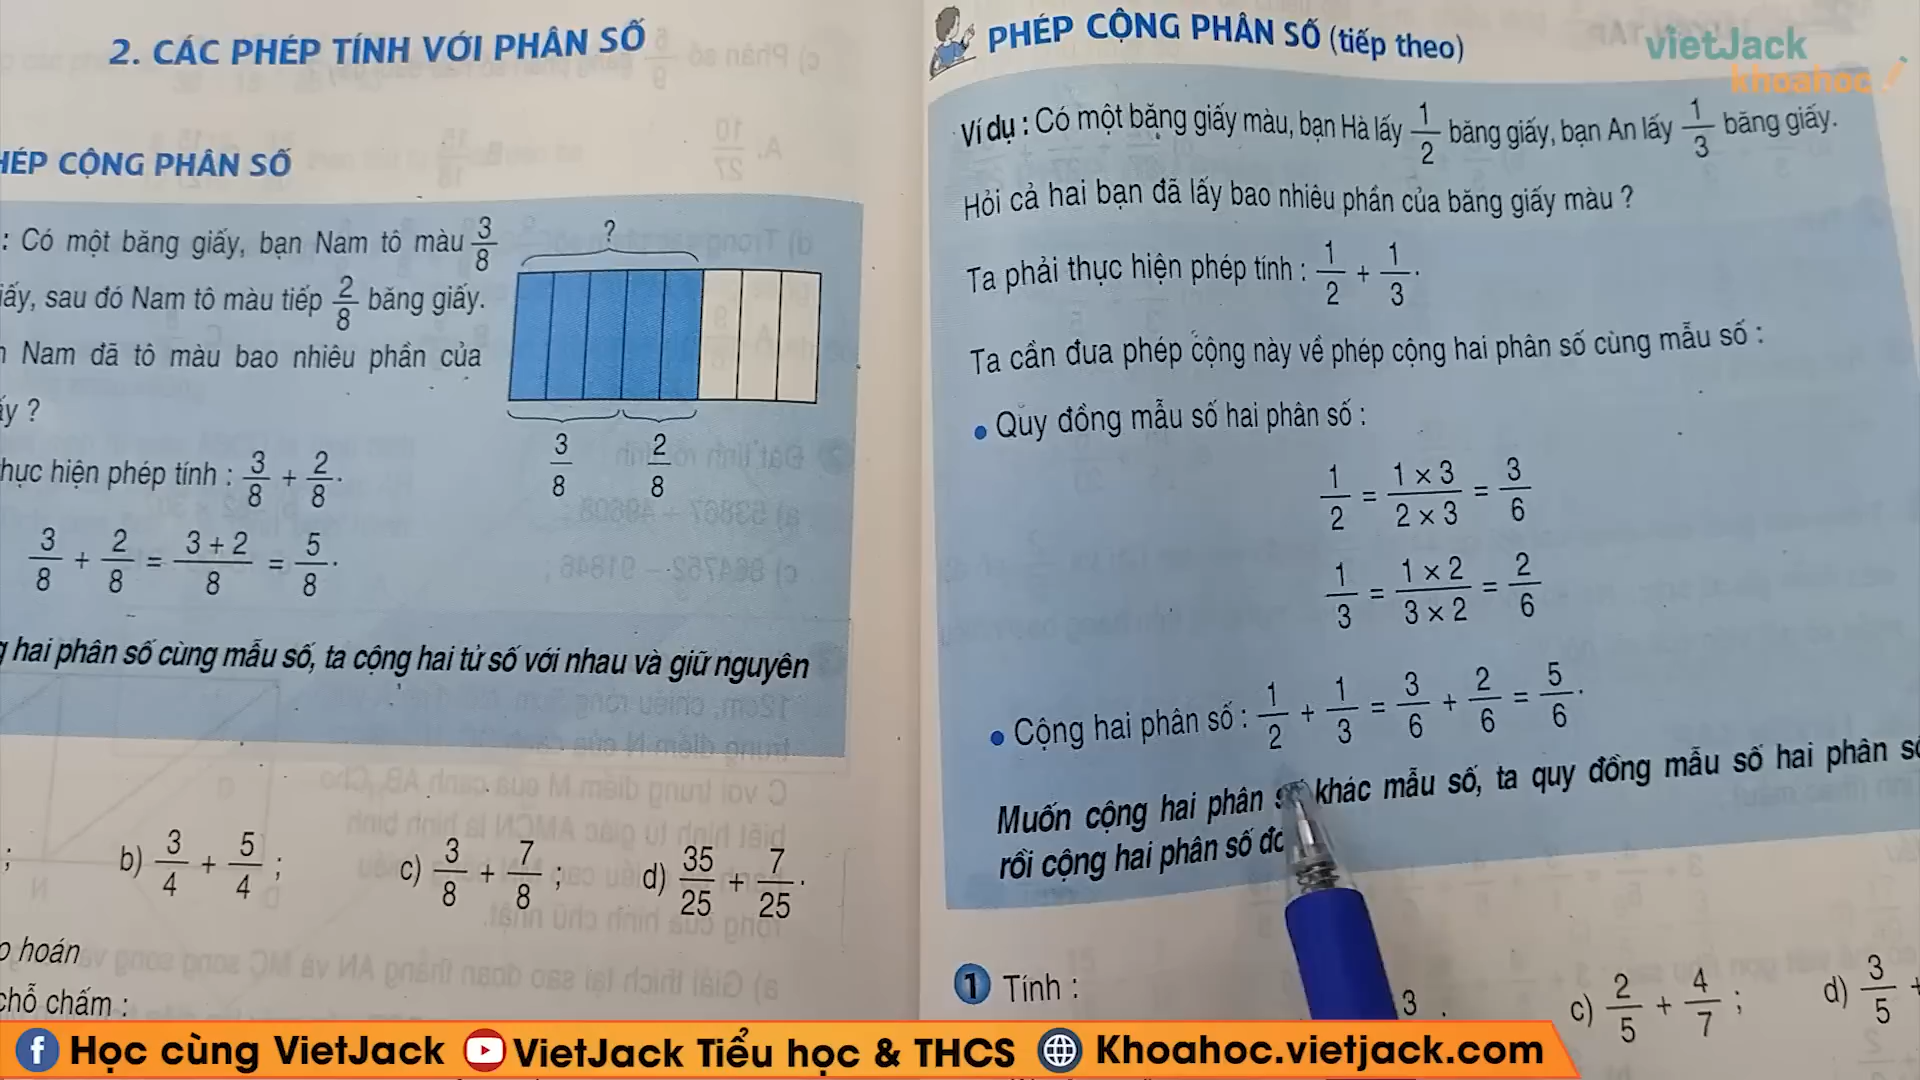 2. CÁC PHÉP TÍNH VỚI PHÂN SỐ
HÉP CỘNG PHÂN SỐ
: Có một băng giấy, bạn Nam tô màu 3/8
iấy, sau đó Nam tô màu tiếp 2/8 băng giấy.
Nam đã tô màu bao nhiêu phần của
ấy ?
?
3/8 2/8
hực hiện phép tính : 3/8 + 2/8.
3/8 + 2/8 = (3 + 2)/8 = 5/8.
g hai phân số cùng mẫu số, ta cộng hai tử số với nhau và giữ nguyên
; b) 3/4 + 5/4 ; c) 3/8 + 7/8 ; d) 35/25 + 7/25.
o hoán
chỗ chấm :
PHÉP CỘNG PHÂN SỐ (tiếp theo)
Ví dụ : Có một băng giấy màu, bạn Hà lấy 1/2 băng giấy, bạn An lấy 1/3 băng giấy.
Hỏi cả hai bạn đã lấy bao nhiêu phần của băng giấy màu ?
Ta phải thực hiện phép tính : 1/2 + 1/3.
Ta cần đưa phép cộng này về phép cộng hai phân số cùng mẫu số :
• Quy đồng mẫu số hai phân số :
1/2 = (1 × 3)/(2 × 3) = 3/6
1/3 = (1 × 2)/(3 × 2) = 2/6
• Cộng hai phân số : 1/2 + 1/3 = 3/6 + 2/6 = 5/6.
Muốn cộng hai phân số khác mẫu số, ta quy đồng mẫu số hai phân số
rồi cộng hai phân số đó
1 Tính :
3 c) 2/5 + 4/7 ; d) 3/5 +
vietJack
khoahoc
Học cùng VietJack VietJack Tiểu học & THCS Khoahoc.vietjack.com